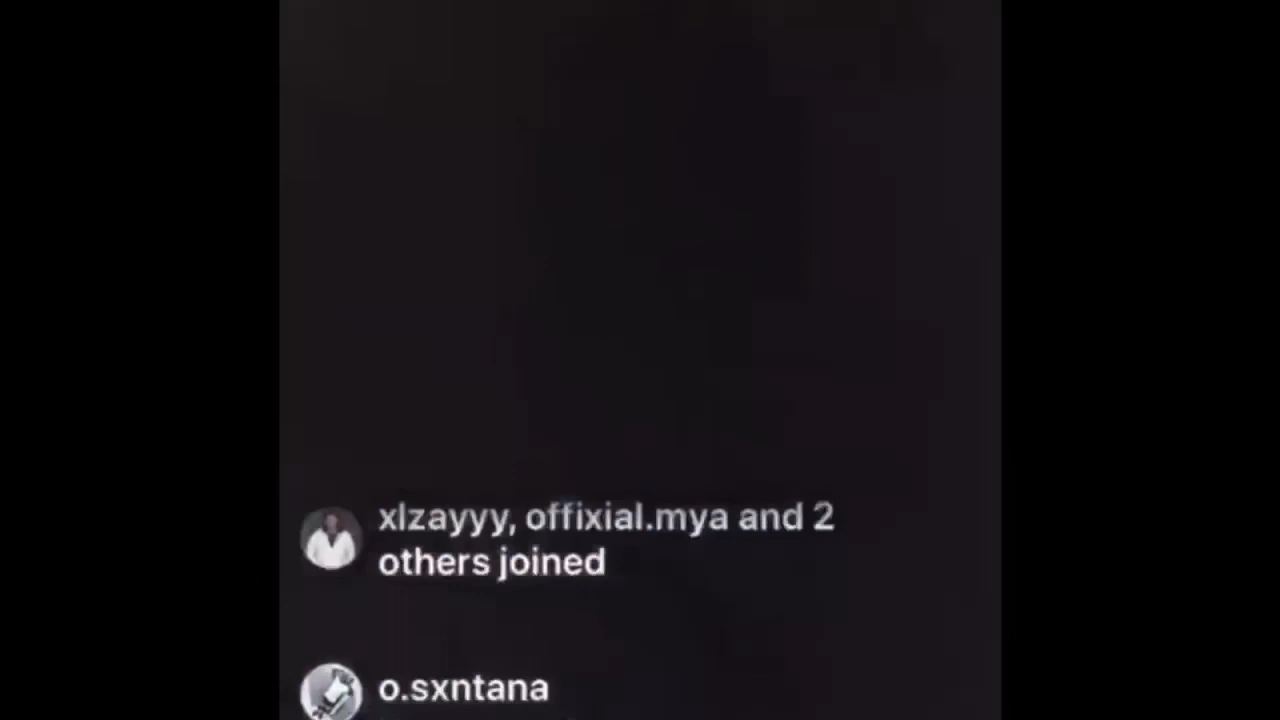 xlzayyy, offixial.mya and 2
others joined
o.sxntana